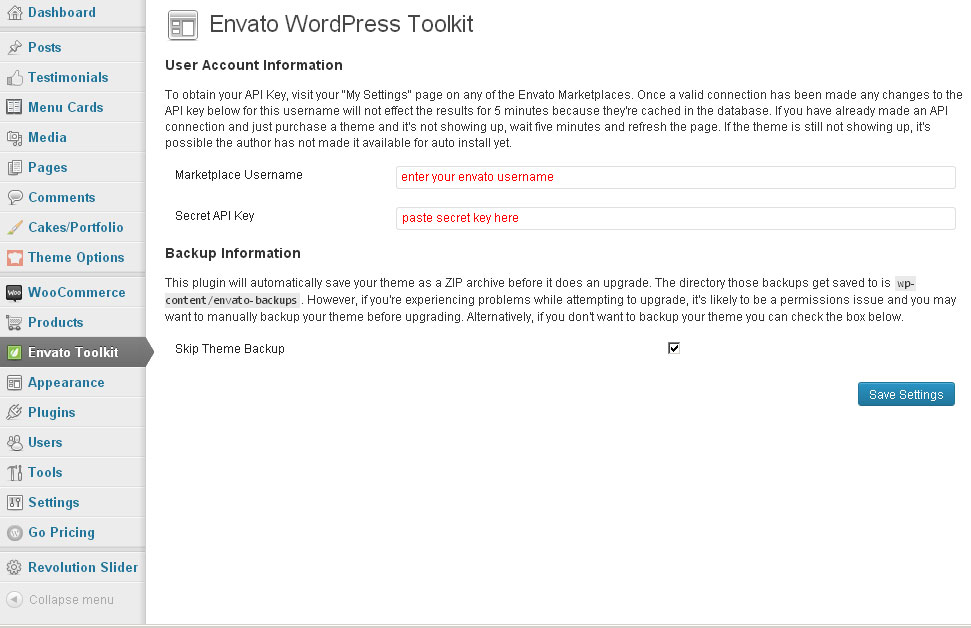 Dashboard
Posts
Testimonials
Menu Cards
Media
Pages
Comments
Cakes/Portfolio
Theme Options
Woo WooCommerce
Products
Envato Toolkit
Appearance
Plugins
Users
Tools
Settings
Go Pricing
Revolution Slider
Collapse menu
Envato WordPress Toolkit
User Account Information
To obtain your API Key, visit your "My Settings" page on any of the Envato Marketplaces. Once a valid connection has been made any changes to the
API key below for this username will not effect the results for 5 minutes because they're cached in the database. If you have already made an API
connection and just purchase a theme and it's not showing up, wait five minutes and refresh the page. If the theme is still not showing up, it's
possible the author has not made it available for auto install yet.
Marketplace Username enter your envato username
Secret API Key paste secret key here
Backup Information
This plugin will automatically save your theme as a ZIP archive before it does an upgrade. The directory those backups get saved to is wp-
content/envato-backups. However, if you're experiencing problems while attempting to upgrade, it's likely to be a permissions issue and you may
want to manually backup your theme before upgrading. Alternatively, if you don't want to backup your theme you can check the box below.
Skip Theme Backup
Save Settings